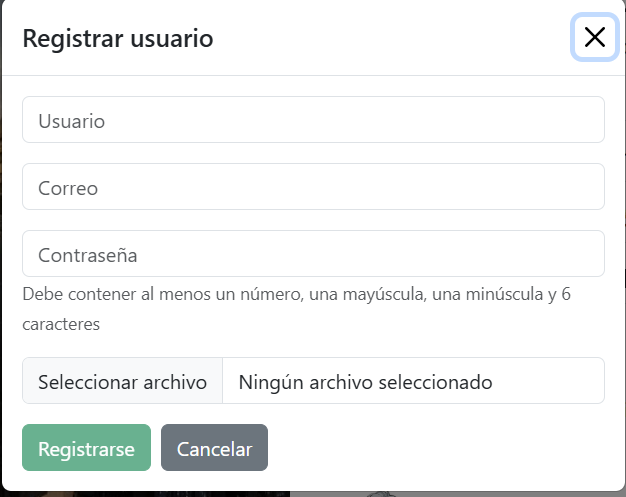 Registrar usuario
Usuario
Correo
Contraseña
Debe contener al menos un número, una mayúscula, una minúscula y 6
caracteres
Seleccionar archivo Ningún archivo seleccionado
Registrarse Cancelar